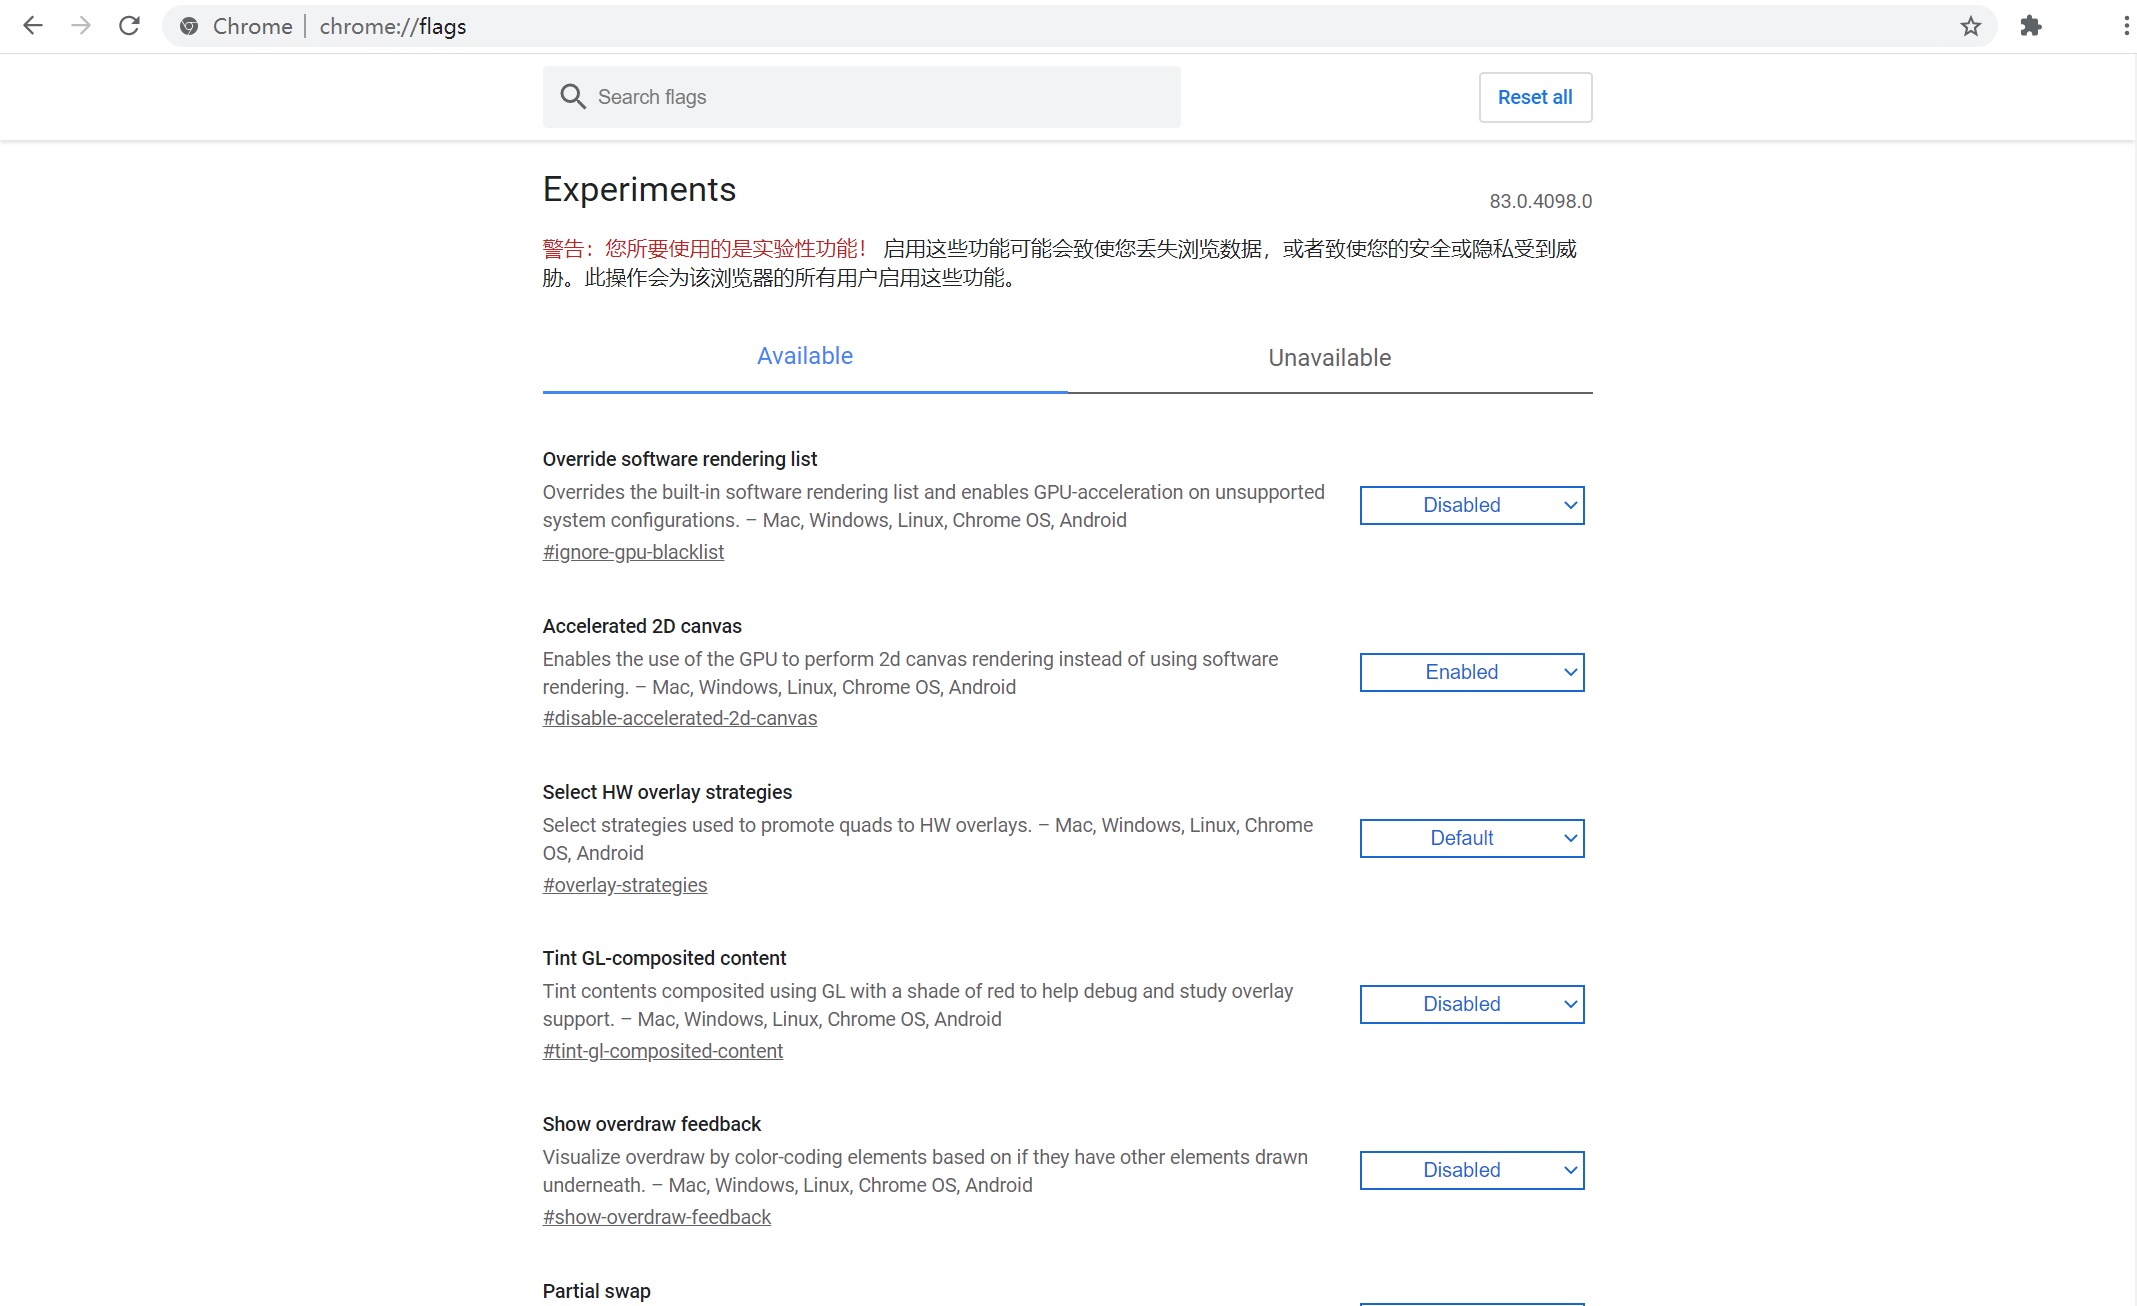 Chrome | chrome://flags
Search flags
Reset all
Experiments
83.0.4098.0
警告：您所要使用的是实验性功能！ 启用这些功能可能会致使您丢失浏览数据，或者致使您的安全或隐私受到威
胁。此操作会为该浏览器的所有用户启用这些功能。
Available
Unavailable
Override software rendering list
Overrides the built-in software rendering list and enables GPU-acceleration on unsupported
system configurations. – Mac, Windows, Linux, Chrome OS, Android
#ignore-gpu-blacklist
Disabled
Accelerated 2D canvas
Enables the use of the GPU to perform 2d canvas rendering instead of using software
rendering. – Mac, Windows, Linux, Chrome OS, Android
#disable-accelerated-2d-canvas
Enabled
Select HW overlay strategies
Select strategies used to promote quads to HW overlays. – Mac, Windows, Linux, Chrome
OS, Android
#overlay-strategies
Default
Tint GL-composited content
Tint contents composited using GL with a shade of red to help debug and study overlay
support. – Mac, Windows, Linux, Chrome OS, Android
#tint-gl-composited-content
Disabled
Show overdraw feedback
Visualize overdraw by color-coding elements based on if they have other elements drawn
underneath. – Mac, Windows, Linux, Chrome OS, Android
#show-overdraw-feedback
Disabled
Partial swap